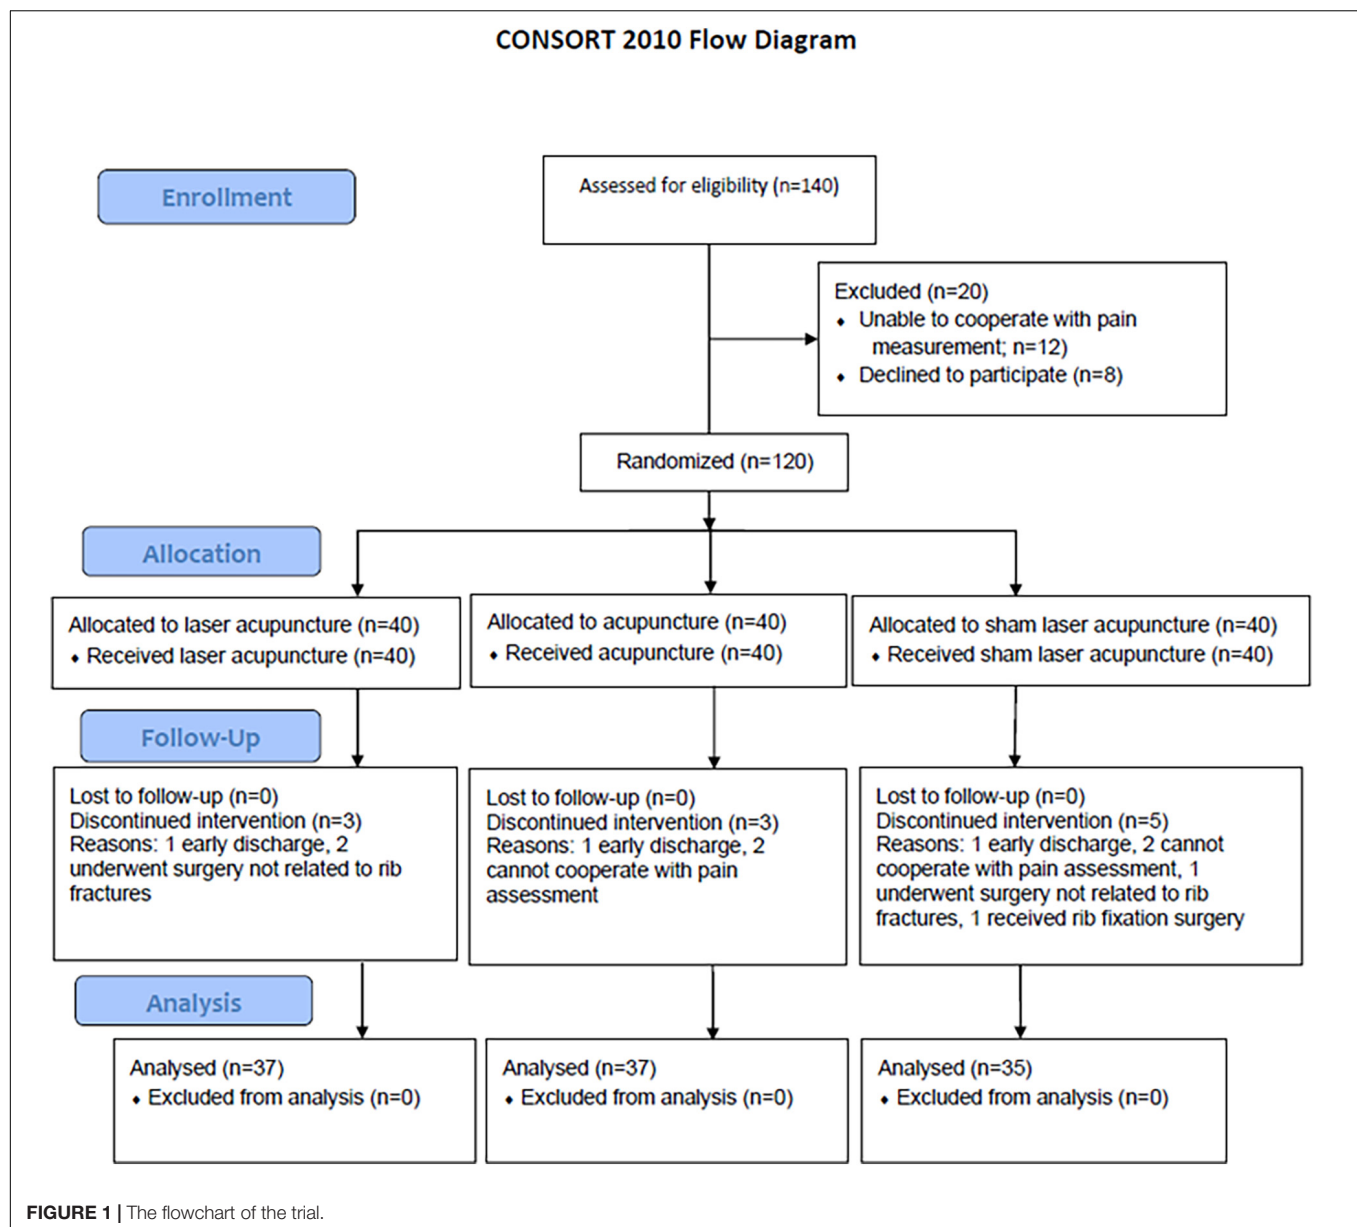 CONSORT 2010 Flow Diagram
Enrollment
Assessed for eligibility (n=140)
Excluded (n=20)
⬧ Unable to cooperate with pain
measurement; n=12)
⬧ Declined to participate (n=8)
Randomized (n=120)
Allocation
Allocated to laser acupuncture (n=40)
⬧ Received laser acupuncture (n=40)
Allocated to acupuncture (n=40)
⬧ Received acupuncture (n=40)
Allocated to sham laser acupuncture (n=40)
⬧ Received sham laser acupuncture (n=40)
Follow-Up
Lost to follow-up (n=0)
Discontinued intervention (n=3)
Reasons: 1 early discharge, 2
underwent surgery not related to rib
fractures
Lost to follow-up (n=0)
Discontinued intervention (n=3)
Reasons: 1 early discharge, 2
cannot cooperate with pain
assessment
Lost to follow-up (n=0)
Discontinued intervention (n=5)
Reasons: 1 early discharge, 2 cannot
cooperate with pain assessment, 1
underwent surgery not related to rib
fractures, 1 received rib fixation surgery
Analysis
Analysed (n=37)
⬧ Excluded from analysis (n=0)
Analysed (n=37)
⬧ Excluded from analysis (n=0)
Analysed (n=35)
⬧ Excluded from analysis (n=0)
FIGURE 1 | The flowchart of the trial.